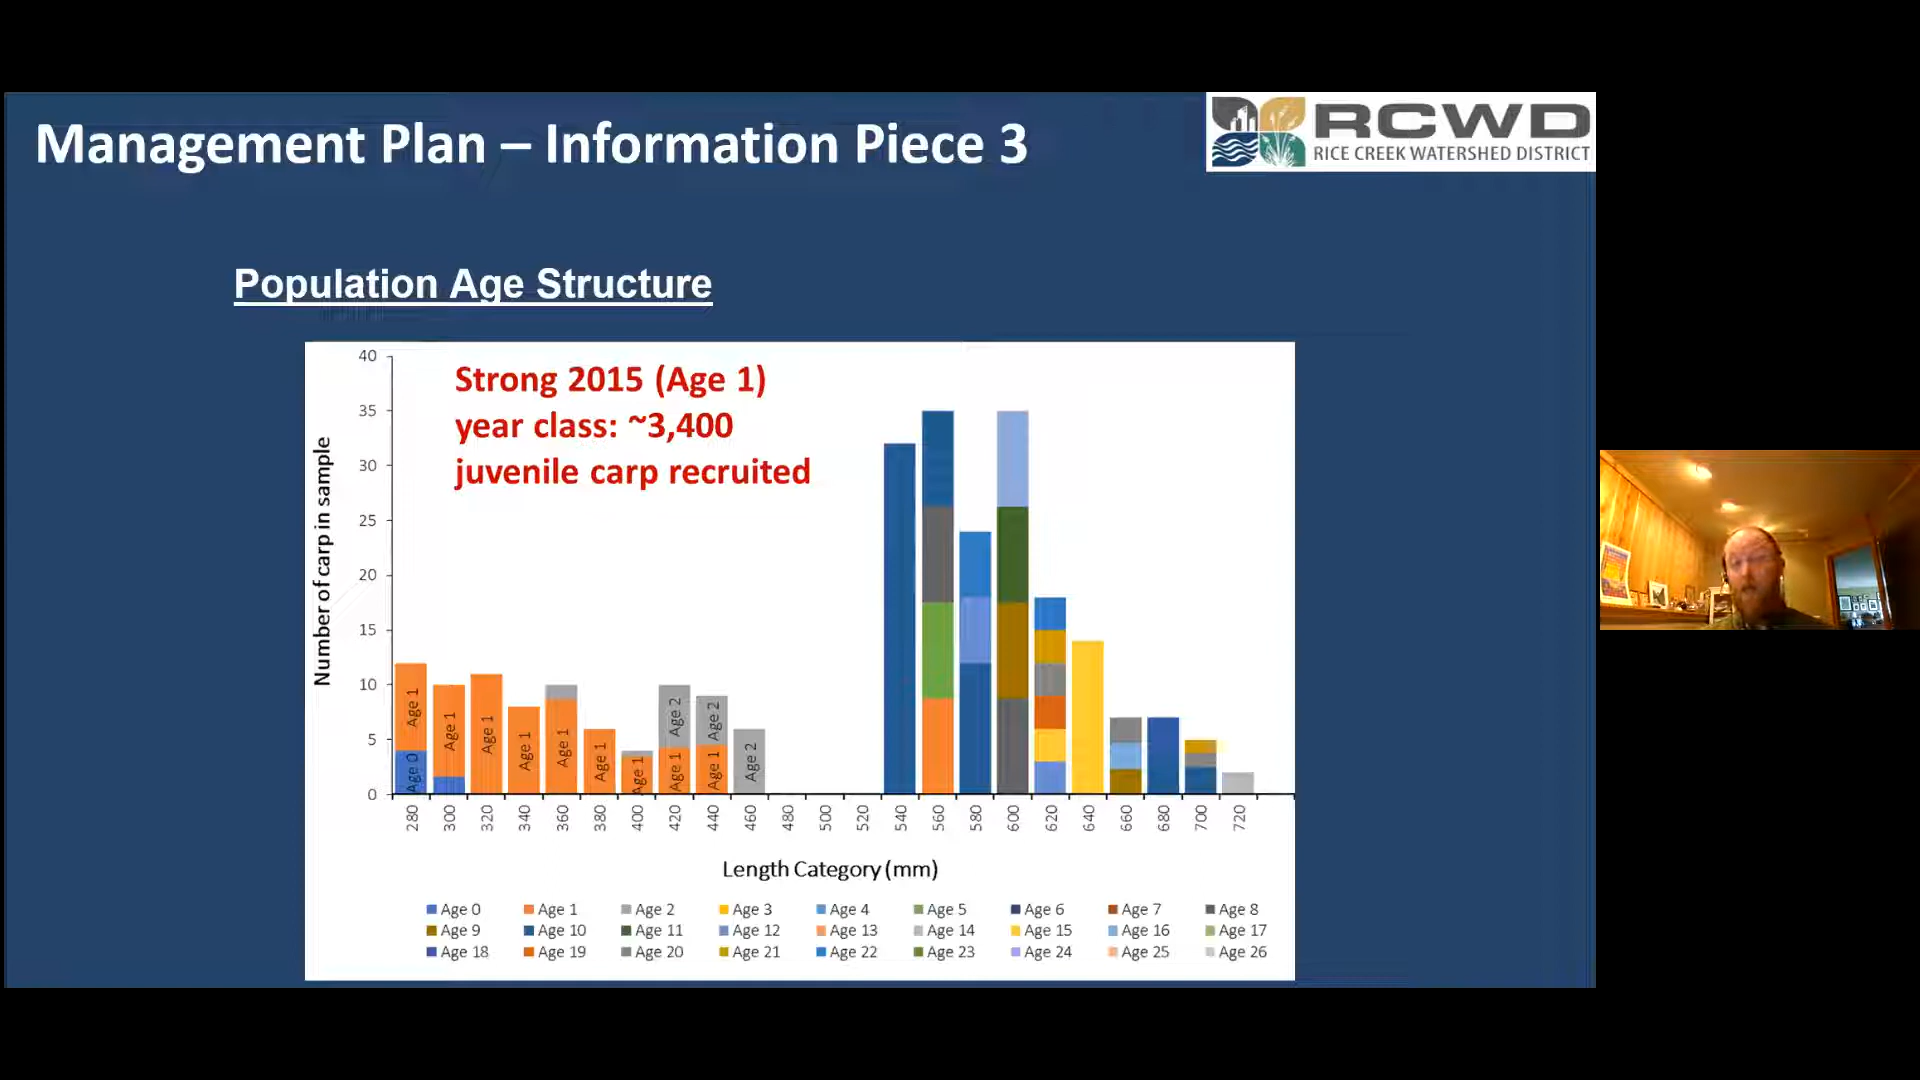 Management Plan – Information Piece 3
RCWD
RICE CREEK WATERSHED DISTRICT
Population Age Structure
Strong 2015 (Age 1)
year class: ~3,400
juvenile carp recruited
Number of carp in sample
40
35
30
25
20
15
10
5
0
Age 1
Age 0
Age 1
Age 1
Age 1
Age 1
Age 1
Age 1
Age 2
Age 1
Age 2
Age 1
Age 2
280 300 320 340 360 380 400 420 440 460 480 500 520 540 560 580 600 620 640 660 680 700 720
Length Category (mm)
Age 0 Age 1 Age 2 Age 3 Age 4 Age 5 Age 6 Age 7 Age 8
Age 9 Age 10 Age 11 Age 12 Age 13 Age 14 Age 15 Age 16 Age 17
Age 18 Age 19 Age 20 Age 21 Age 22 Age 23 Age 24 Age 25 Age 26